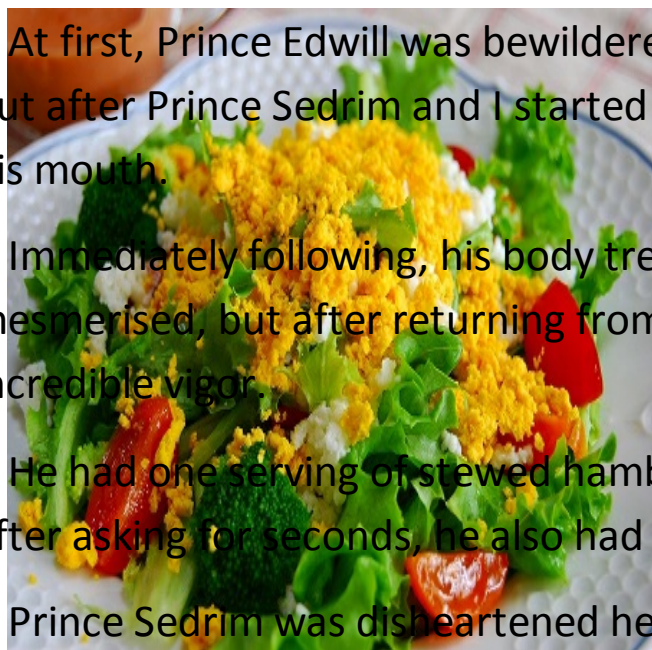 At first, Prince Edwill was bewildere
ut after Prince Sedrim and I started
is mouth.
Immediately following, his body tre
nesmerised, but after returning from
ncredible vigor.
He had one serving of stewed hamb
fter asking for seconds, he also had
Prince Sedrim was disheartened he